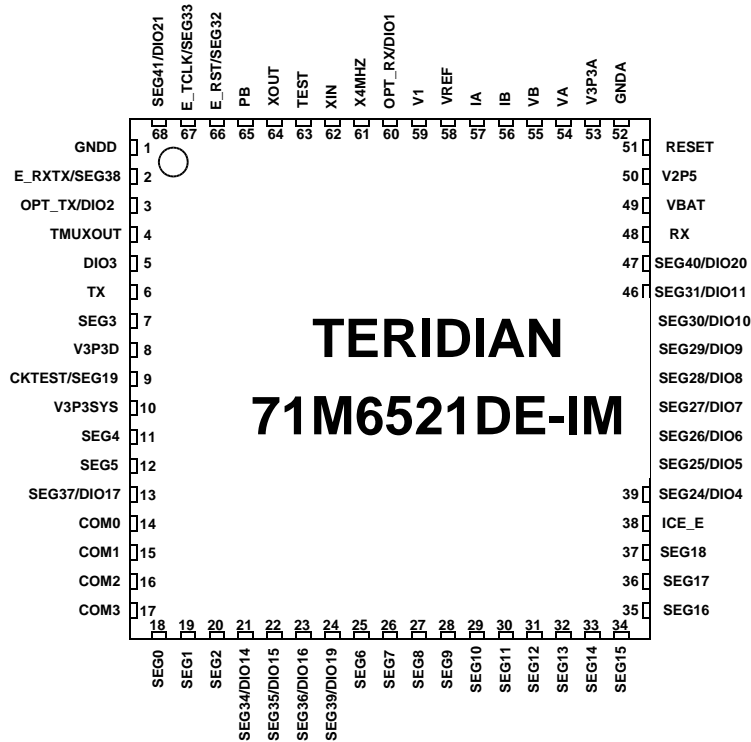 SEG41/DIO21
E_TCLK/SEG33
E_RST/SEG32
PB
XOUT
TEST
XIN
X4MHZ
OPT_RX/DIO1
V1
VREF
IA
IB
VB
VA
V3P3A
GNDA
68 67 66 65 64 63 62 61 60 59 58 57 56 55 54 53 52
GNDD 1
E_RXTX/SEG38 2
OPT_TX/DIO2 3
TMUXOUT 4
DIO3 5
TX 6
SEG3 7
V3P3D 8
CKTEST/SEG19 9
V3P3SYS 10
SEG4 11
SEG5 12
SEG37/DIO17 13
COM0 14
COM1 15
COM2 16
COM3 17
TERIDIAN
71M6521DE-IM
51 RESET
50 V2P5
49 VBAT
48 RX
47 SEG40/DIO20
46 SEG31/DIO11
SEG30/DIO10
SEG29/DIO9
SEG28/DIO8
SEG27/DIO7
SEG26/DIO6
SEG25/DIO5
39 SEG24/DIO4
38 ICE_E
37 SEG18
36 SEG17
35 SEG16
18 19 20 21 22 23 24 25 26 27 28 29 30 31 32 33 34
SEG0
SEG1
SEG2
SEG34/DIO14
SEG35/DIO15
SEG36/DIO16
SEG39/DIO19
SEG6
SEG7
SEG8
SEG9
SEG10
SEG11
SEG12
SEG13
SEG14
SEG15